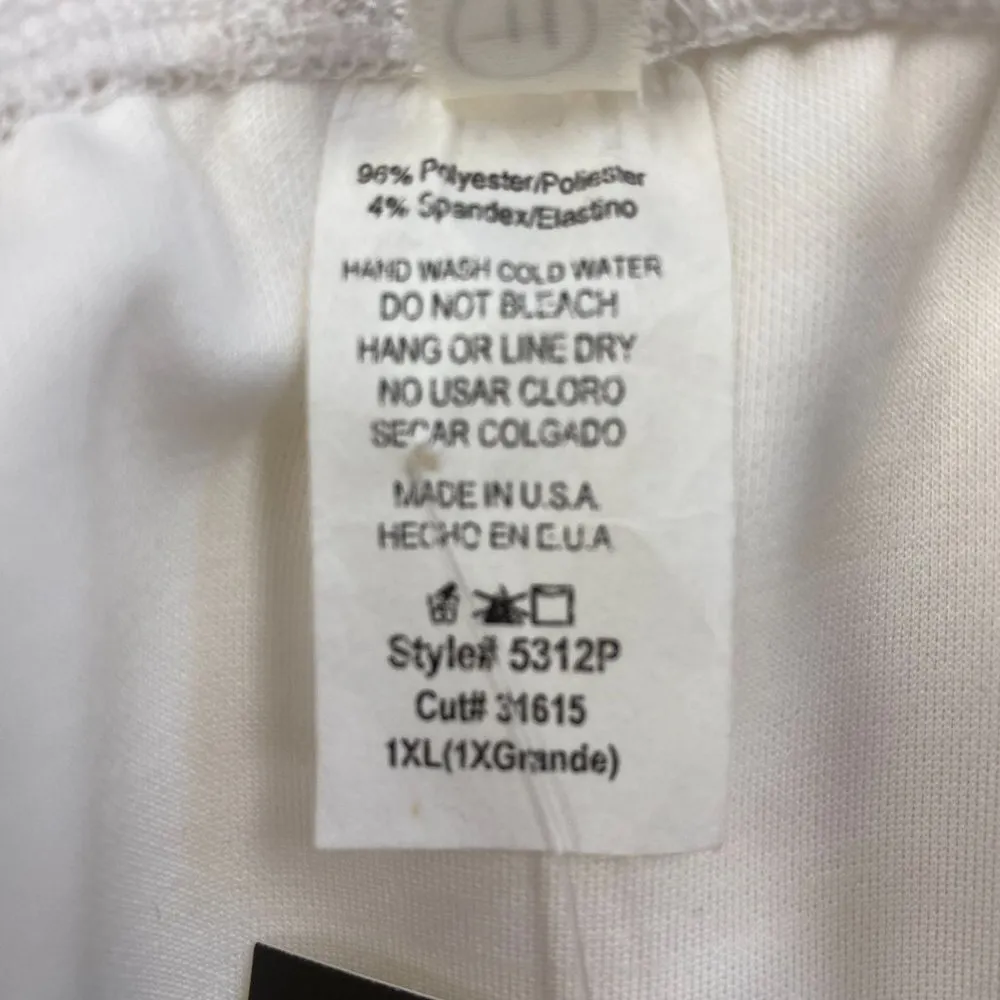 96% Polyester/Poliester
4% Spandex/Elastino
HAND WASH COLD WATER
DO NOT BLEACH
HANG OR LINE DRY
NO USAR CLORO
SECAR COLGADO
MADE IN U.S.A.
HECHO EN E.U.A
Style# 5312P
Cut# 31615
1XL(1XGrande)